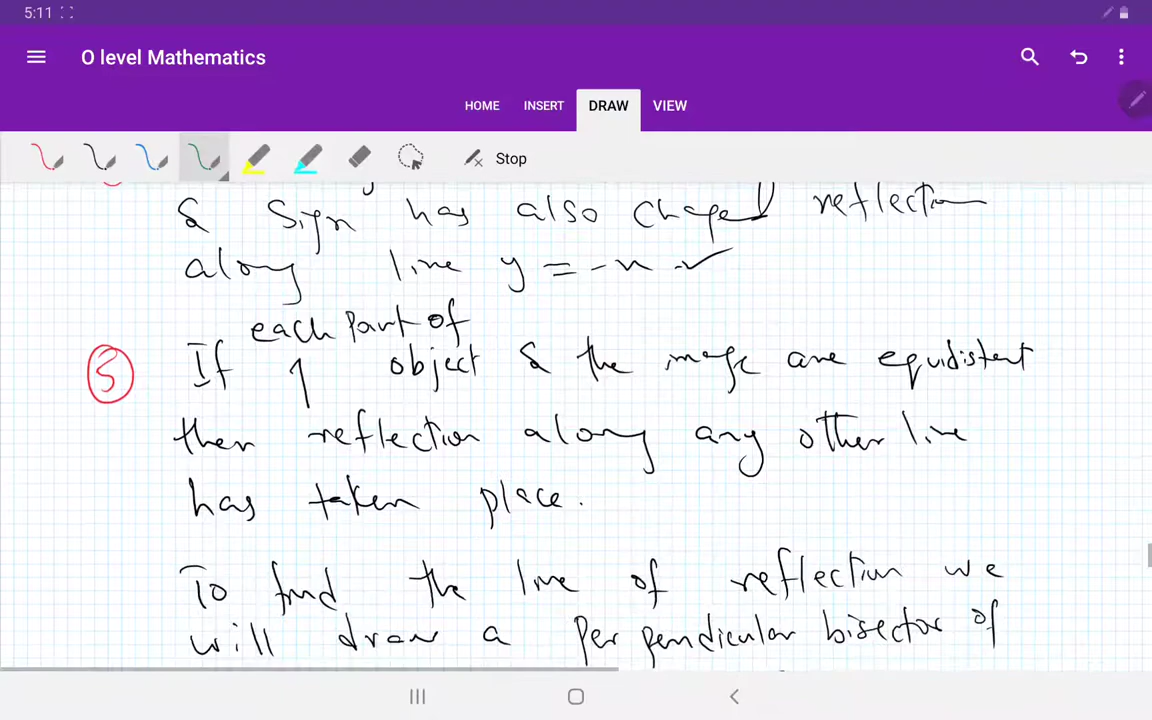 5:11
O level Mathematics
HOME INSERT DRAW VIEW
Stop
& Sign has also chaged reflection
along line y = -x
each part of
5 If object & the image are equidistent
then reflection along any other line
has taken place.
To find the line of reflection we
will draw a perpendicular bisector of